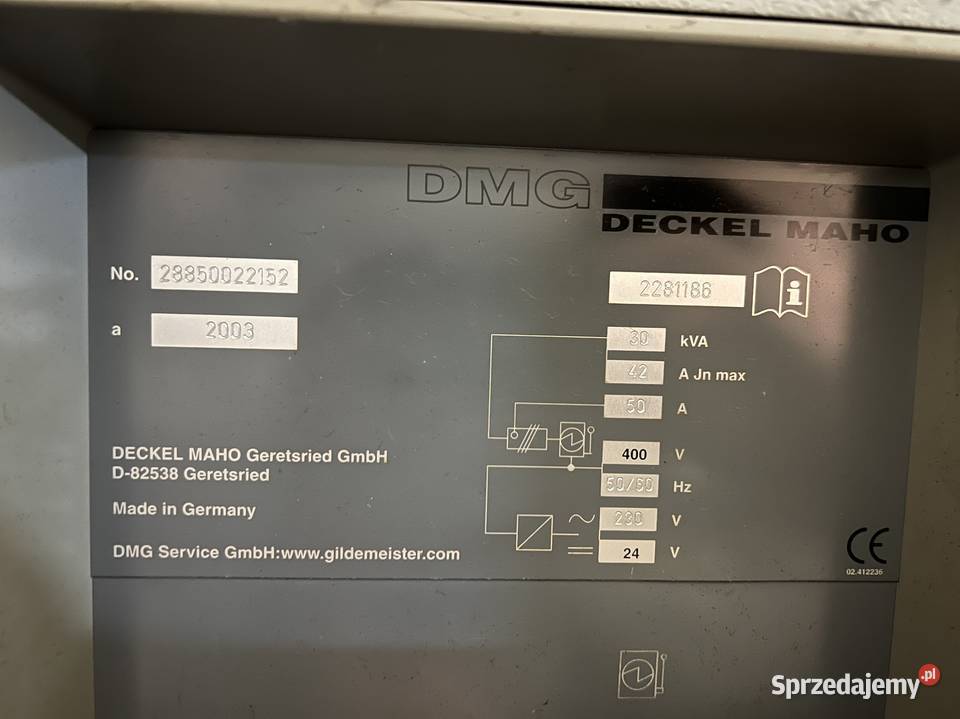 DMG
DECKEL MAHO
No. 28850022152
2281186
a 2003
30 kVA
42 A Jn max
50 A
400 V
50/60 Hz
230 V
24 V
DECKEL MAHO Geretsried GmbH
D-82538 Geretsried
Made in Germany
DMG Service GmbH:www.gildemeister.com
CE
02.412236
Sprzedajemy.pl